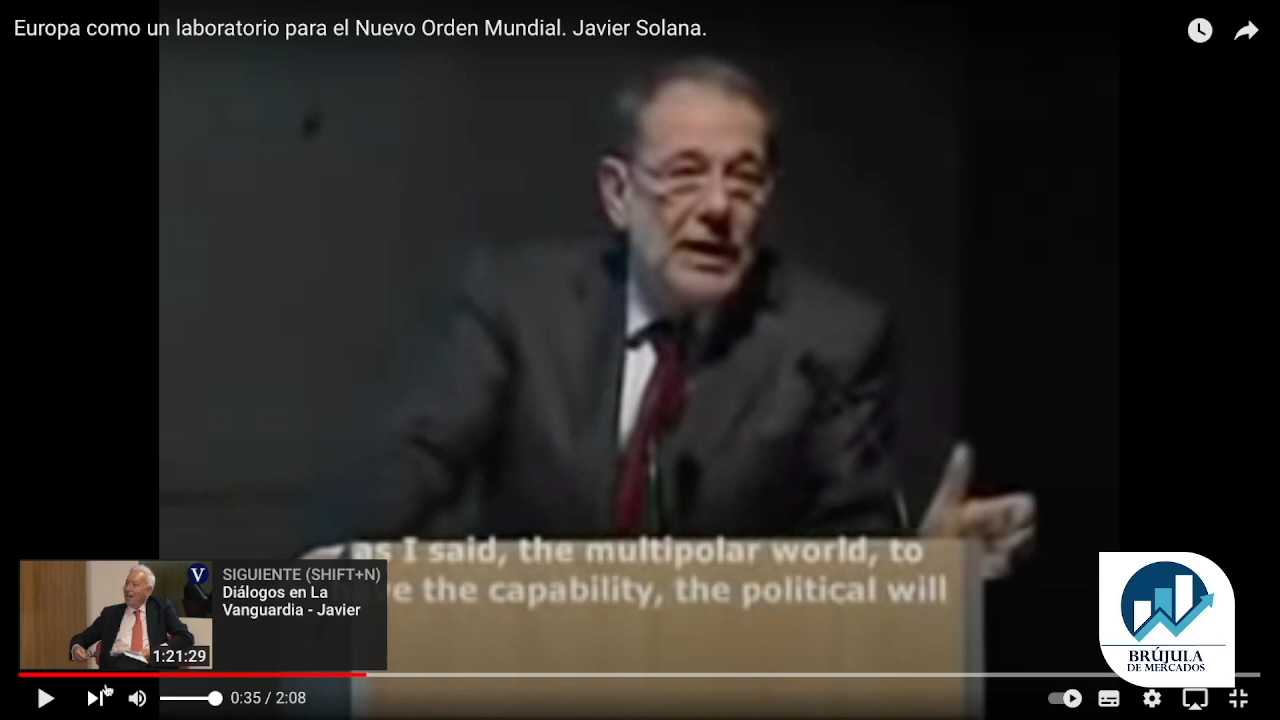 Europa como un laboratorio para el Nuevo Orden Mundial. Javier Solana.
as I said, the multipolar world, to
the capability, the political will
SIGUIENTE (SHIFT+N)
Diálogos en La
Vanguardia - Javier
V
1:21:29
BRÚJULA
DE MERCADOS
0:35 / 2:08